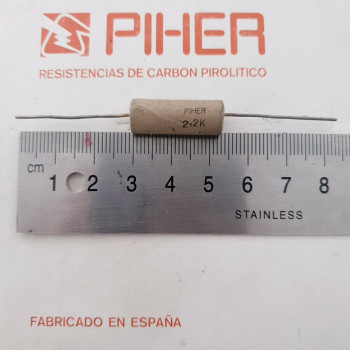 PIHER
RESISTENCIAS DE CARBON PIROLITICO
PIHER
2.2K
cm 1 2 3 4 5 6 7 8
STAINLESS
FABRICADO EN ESPAÑA